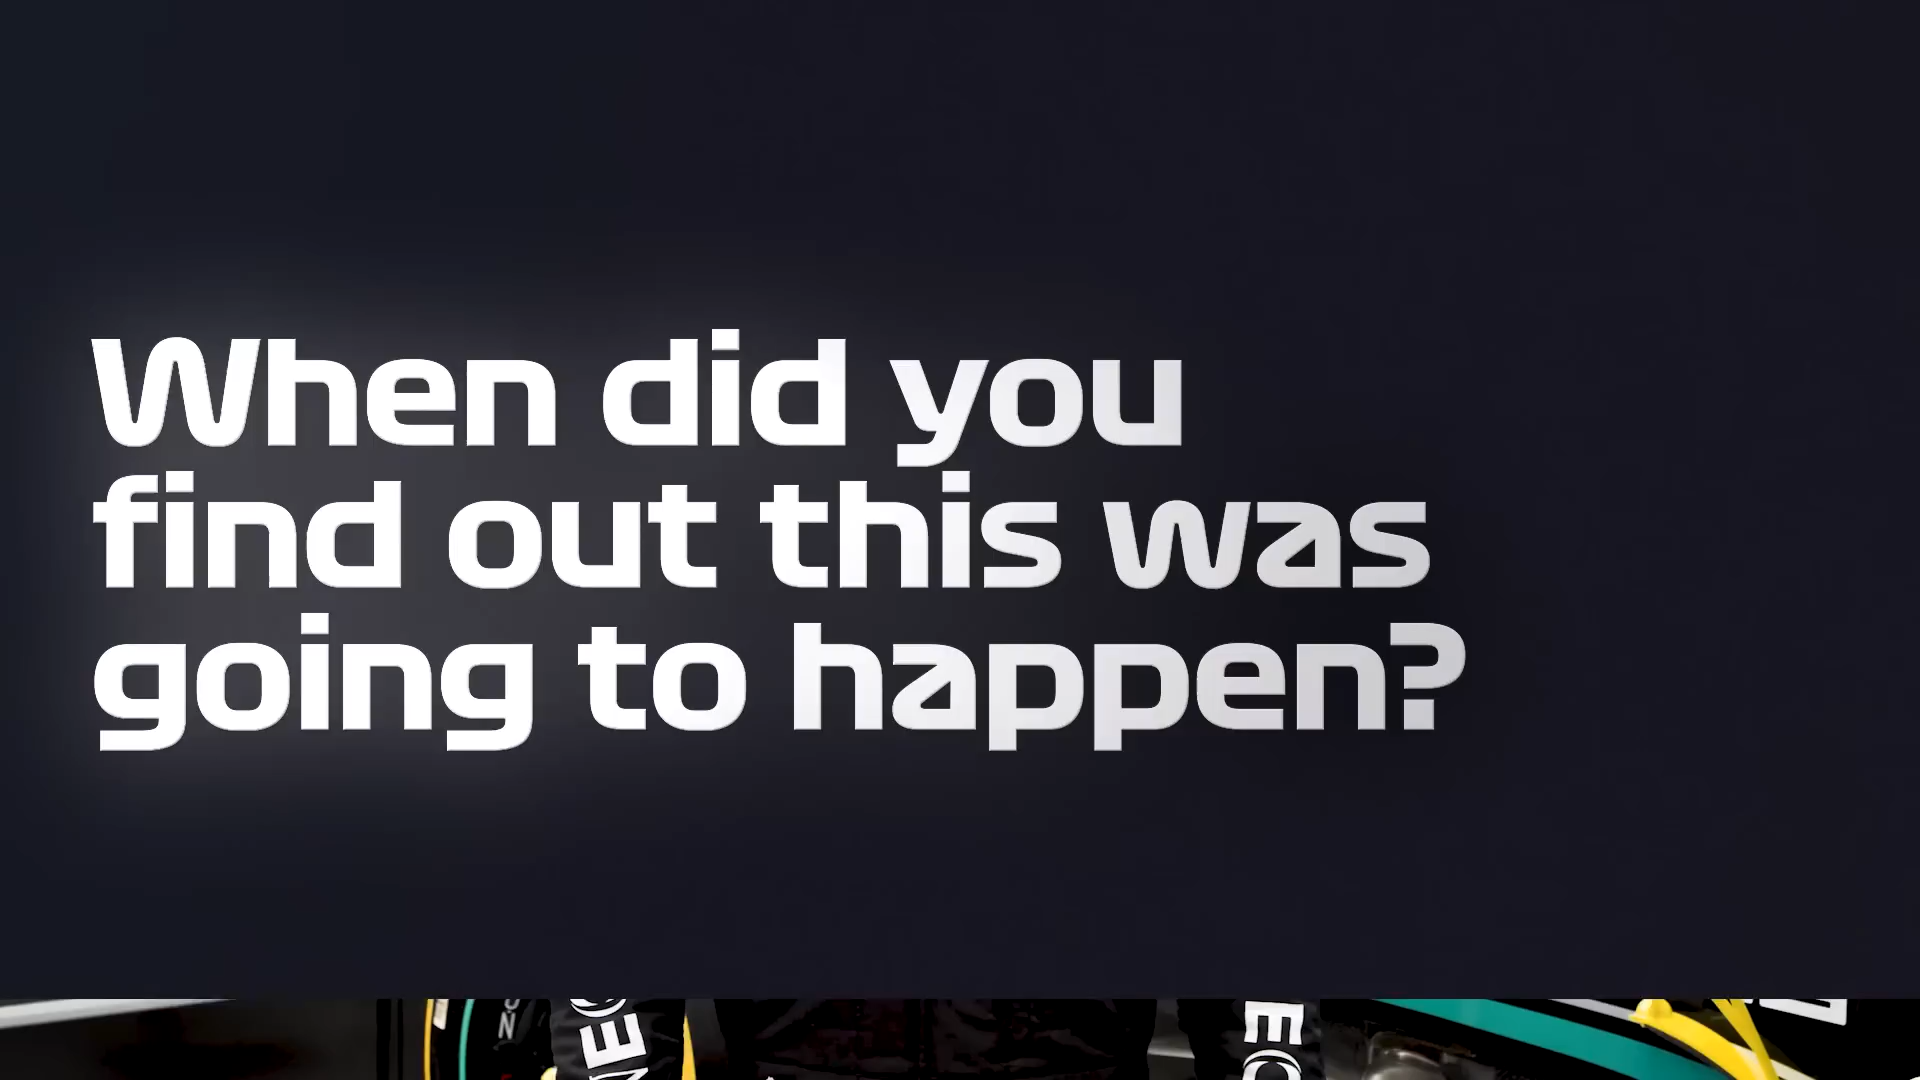 When did you
find out this was
going to happen?